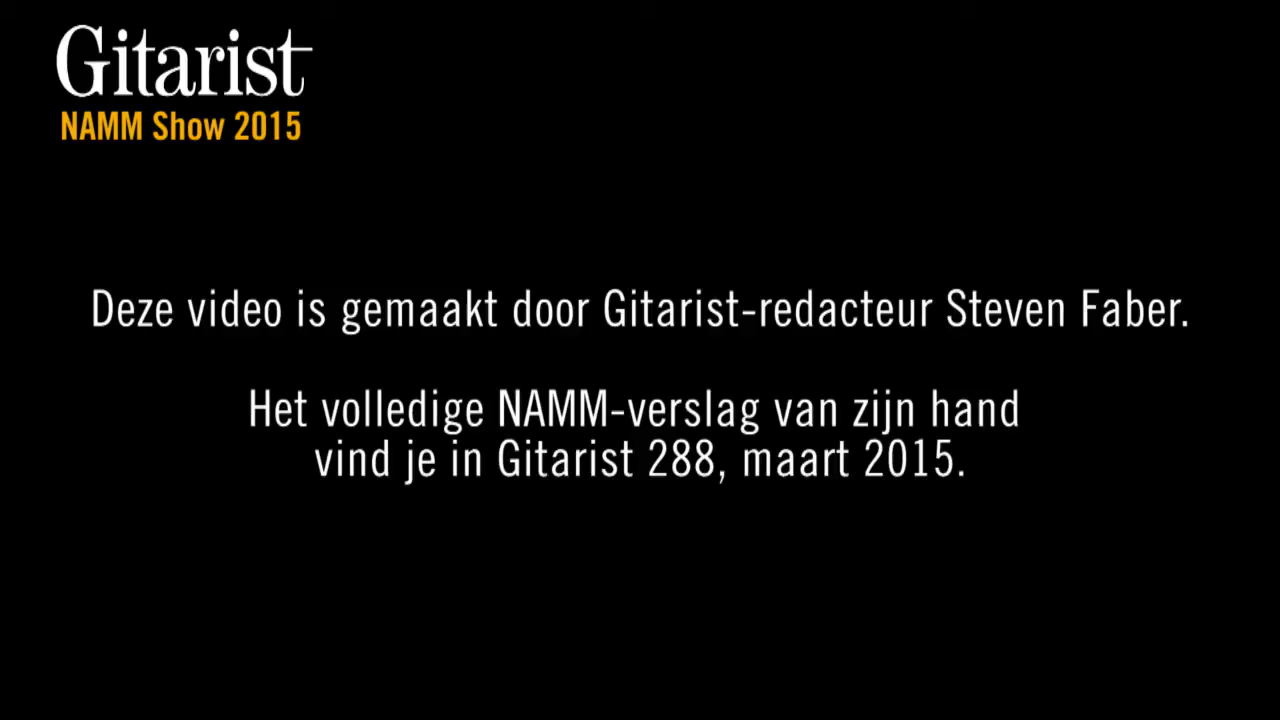 Gitarist
NAMM Show 2015
Deze video is gemaakt door Gitarist-redacteur Steven Faber.
Het volledige NAMM-verslag van zijn hand
vind je in Gitarist 288, maart 2015.